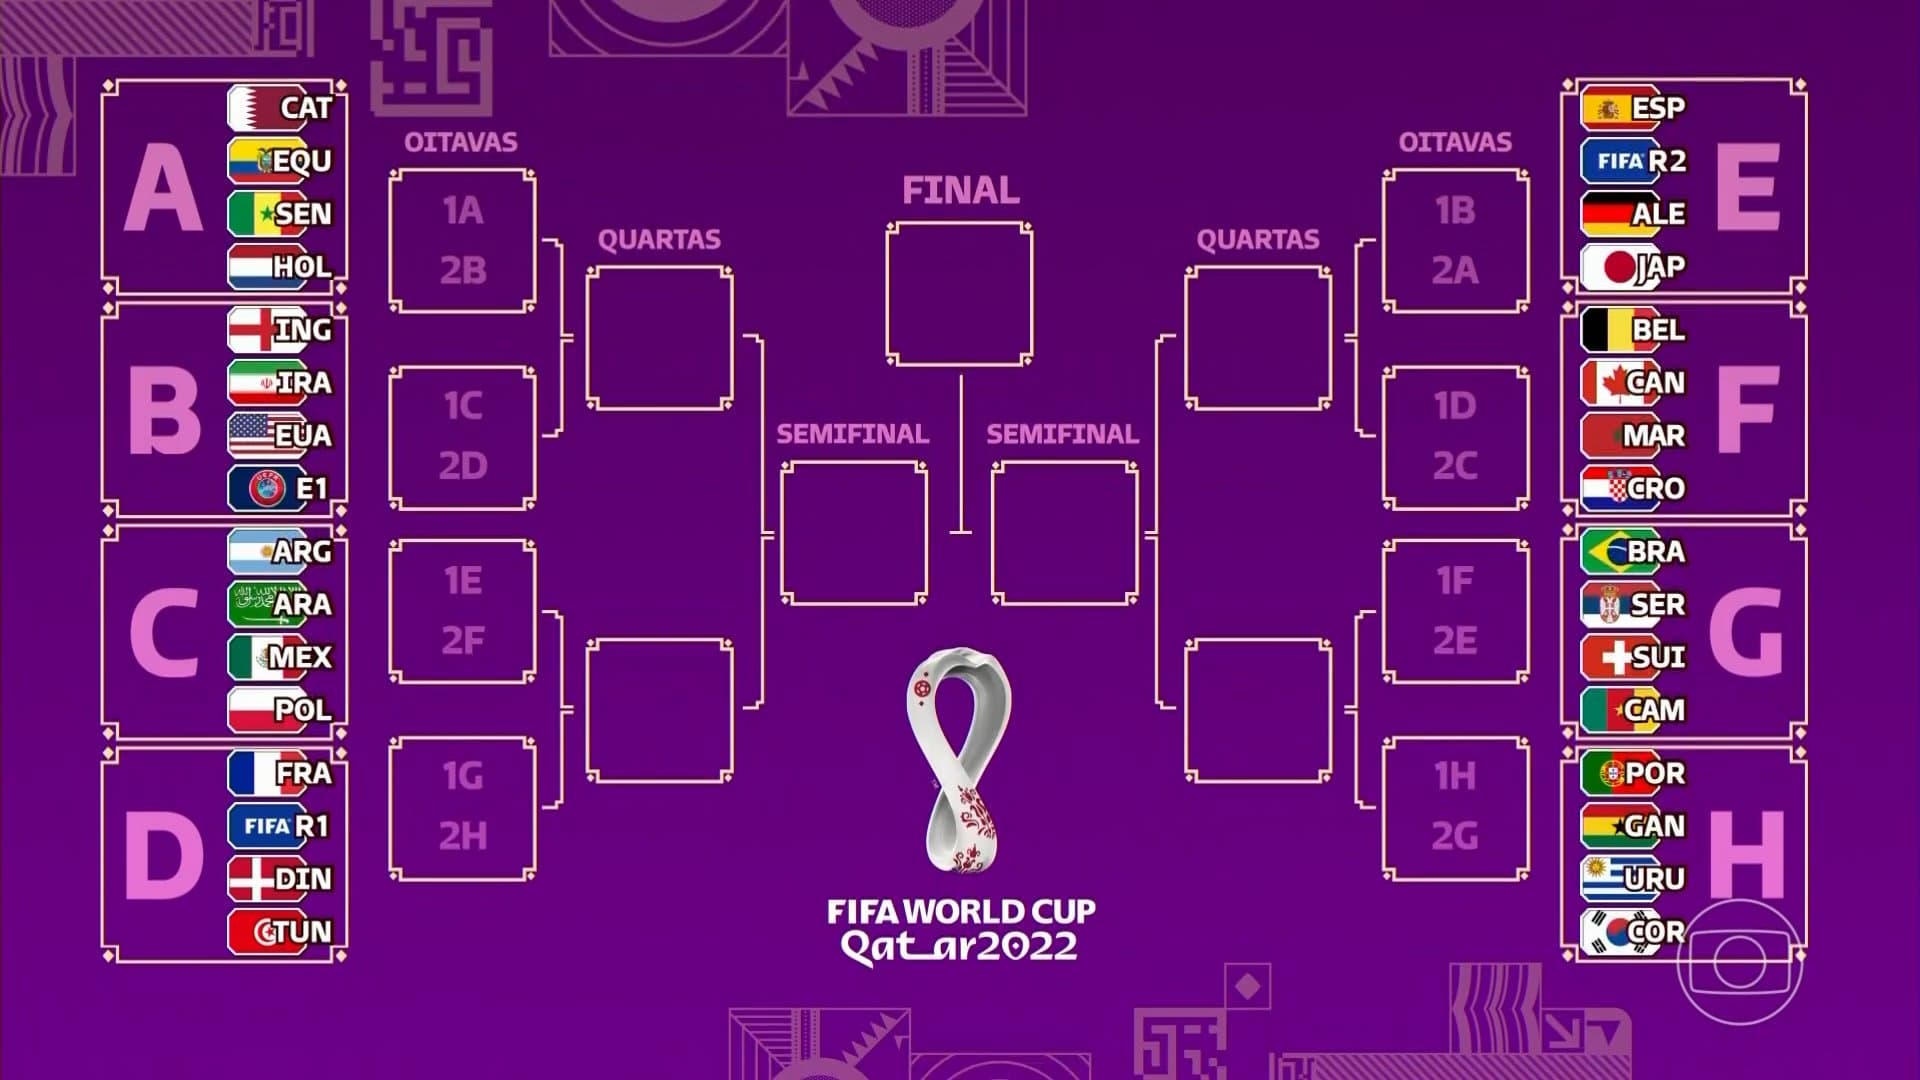 A
CAT
EQU
SEN
HOL
B
ING
IRA
EUA
E1
C
ARG
ARA
MEX
POL
D
FRA
FIFA R1
DIN
TUN
OITAVAS
1A
2B
1C
2D
1E
2F
1G
2H
QUARTAS
SEMIFINAL
FINAL
SEMIFINAL
QUARTAS
OITAVAS
1B
2A
1D
2C
1F
2E
1H
2G
ESP
FIFA R2
ALE
JAP
E
BEL
CAN
MAR
CRO
F
BRA
SER
SUI
CAM
G
POR
GAN
URU
COR
H
FIFA WORLD CUP
Qatar2022